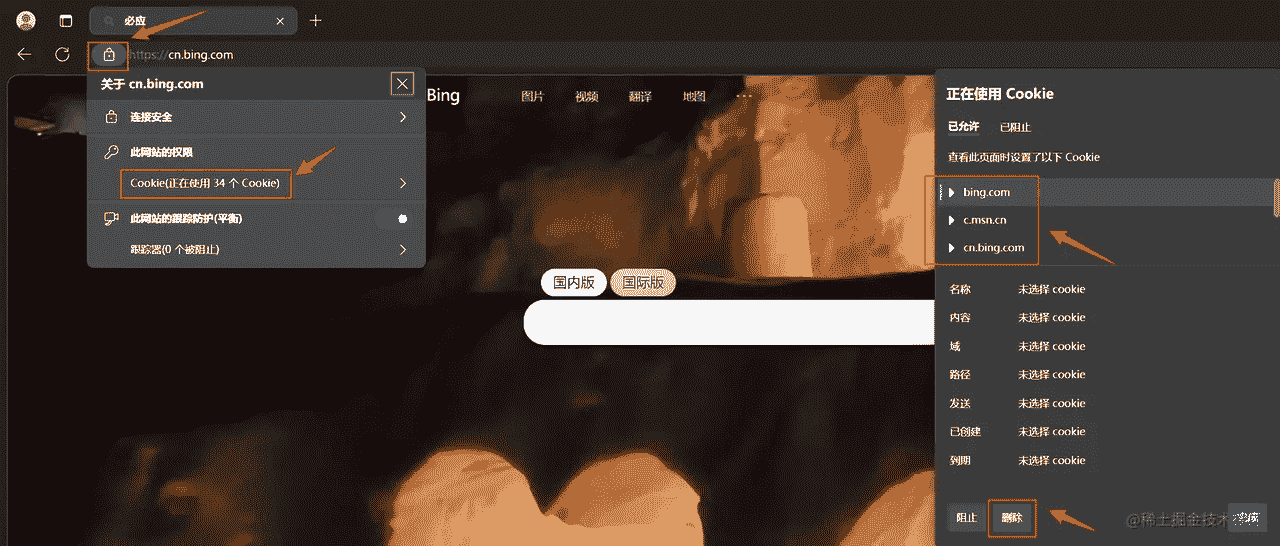 必应
https://cn.bing.com
关于 cn.bing.com
连接安全
此网站的权限
Cookie(正在使用 34 个 Cookie)
此网站的跟踪防护(平衡)
跟踪器(0 个被阻止)
Bing
图片 视频 翻译 地图 ...
国内版 国际版
正在使用 Cookie
已允许 已阻止
查看此页面时设置了以下 Cookie
bing.com
c.msn.cn
cn.bing.com
名称 未选择 cookie
内容 未选择 cookie
域 未选择 cookie
路径 未选择 cookie
发送 未选择 cookie
已创建 未选择 cookie
到期 未选择 cookie
阻止 删除
@稀土掘金技术